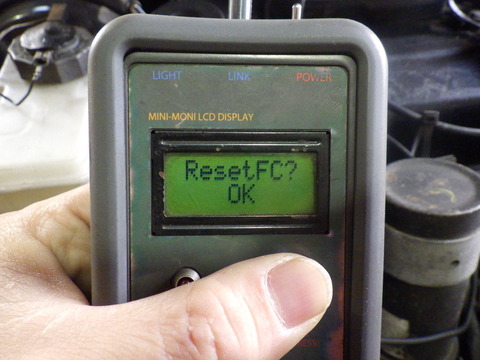 LIGHT LINK POWER
MINI-MONI LCD DISPLAY
ResetFC?
OK